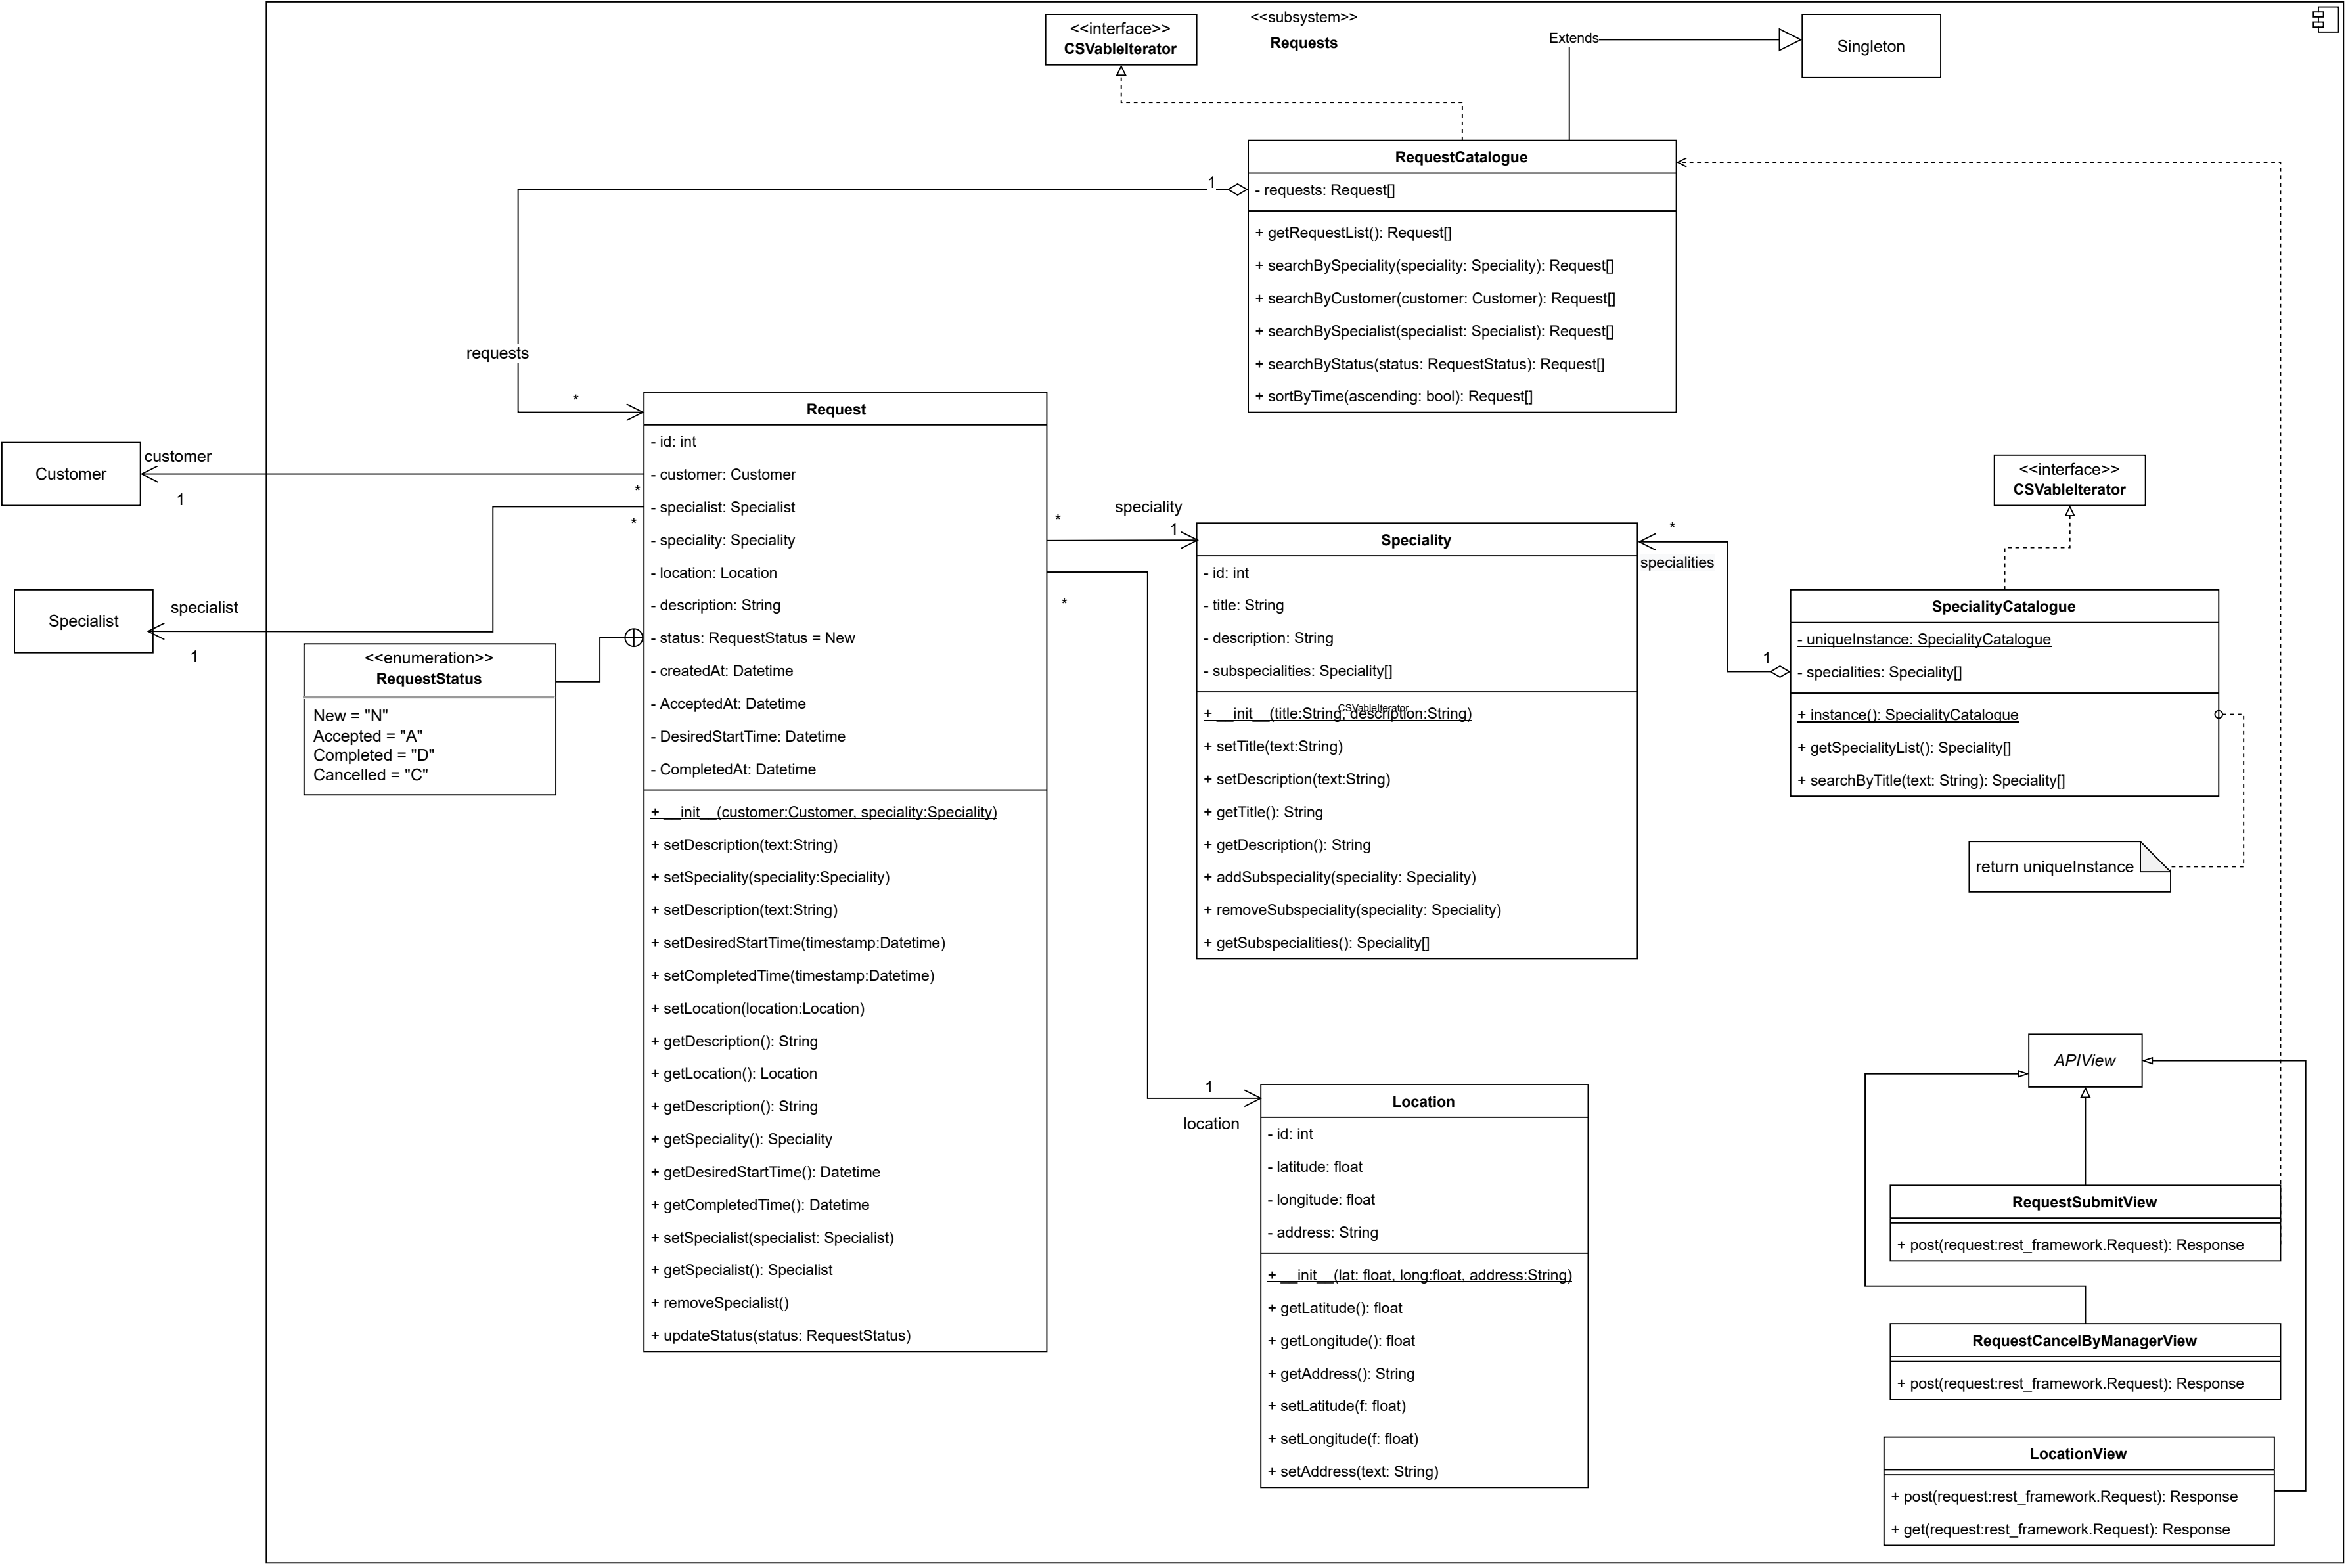 <<subsystem>>
Requests
<<interface>>
CSVableIterator
Extends
Singleton
RequestCatalogue
- requests: Request[]
+ getRequestList(): Request[]
+ searchBySpeciality(speciality: Speciality): Request[]
+ searchByCustomer(customer: Customer): Request[]
+ searchBySpecialist(specialist: Specialist): Request[]
+ searchByStatus(status: RequestStatus): Request[]
+ sortByTime(ascending: bool): Request[]
1
requests
*
Customer
customer
1
*
Specialist
specialist
1
*
<<enumeration>>
RequestStatus
New = "N"
Accepted = "A"
Completed = "D"
Cancelled = "C"
Request
- id: int
- customer: Customer
- specialist: Specialist
- speciality: Speciality
- location: Location
- description: String
- status: RequestStatus = New
- createdAt: Datetime
- AcceptedAt: Datetime
- DesiredStartTime: Datetime
- CompletedAt: Datetime
+ __init__(customer:Customer, speciality:Speciality)
+ setDescription(text:String)
+ setSpeciality(speciality:Speciality)
+ setDescription(text:String)
+ setDesiredStartTime(timestamp:Datetime)
+ setCompletedTime(timestamp:Datetime)
+ setLocation(location:Location)
+ getDescription(): String
+ getLocation(): Location
+ getDescription(): String
+ getSpeciality(): Speciality
+ getDesiredStartTime(): Datetime
+ getCompletedTime(): Datetime
+ setSpecialist(specialist: Specialist)
+ getSpecialist(): Specialist
+ removeSpecialist()
+ updateStatus(status: RequestStatus)
*
speciality
1
*
1
location
Speciality
- id: int
- title: String
- description: String
- subspecialities: Speciality[]
CSVableIterator
+ __init__(title:String, description:String)
+ setTitle(text:String)
+ setDescription(text:String)
+ getTitle(): String
+ getDescription(): String
+ addSubspeciality(speciality: Speciality)
+ removeSubspeciality(speciality: Speciality)
+ getSubspecialities(): Speciality[]
*
specialities
1
<<interface>>
CSVableIterator
SpecialityCatalogue
- uniqueInstance: SpecialityCatalogue
- specialities: Speciality[]
+ instance(): SpecialityCatalogue
+ getSpecialityList(): Speciality[]
+ searchByTitle(text: String): Speciality[]
return uniqueInstance
Location
- id: int
- latitude: float
- longitude: float
- address: String
+ __init__(lat: float, long:float, address:String)
+ getLatitude(): float
+ getLongitude(): float
+ getAddress(): String
+ setLatitude(f: float)
+ setLongitude(f: float)
+ setAddress(text: String)
APIView
RequestSubmitView
+ post(request:rest_framework.Request): Response
RequestCancelByManagerView
+ post(request:rest_framework.Request): Response
LocationView
+ post(request:rest_framework.Request): Response
+ get(request:rest_framework.Request): Response